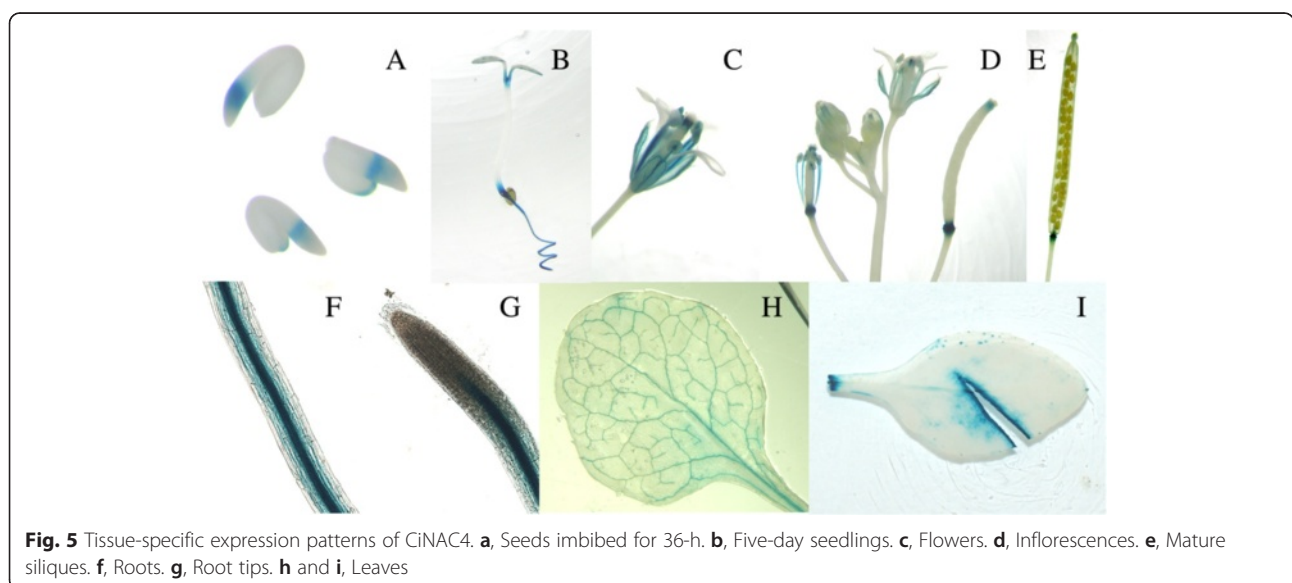 A
B
C
D
E
F
G
H
I
Fig. 5 Tissue-specific expression patterns of CiNAC4. a, Seeds imbibed for 36-h. b, Five-day seedlings. c, Flowers. d, Inflorescences. e, Mature
siliques. f, Roots. g, Root tips. h and i, Leaves